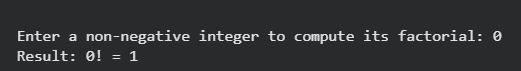 Enter a non-negative integer to compute its factorial: 0
Result: 0! = 1